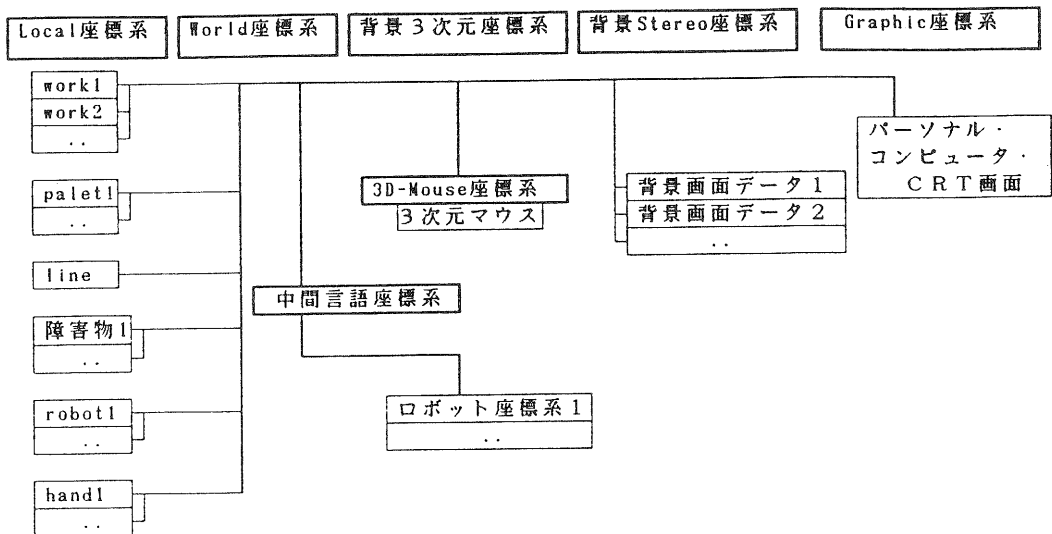 Local座標系
World座標系
背景３次元座標系
背景Stereo座標系
Graphic座標系
work1
work2
..
palet1
..
line
障害物1
..
robot1
..
hand1
..
3D-Mouse座標系
３次元マウス
中間言語座標系
ロボット座標系１
..
背景画面データ１
背景画面データ２
..
パーソナル・
コンピュータ・
ＣＲＴ画面